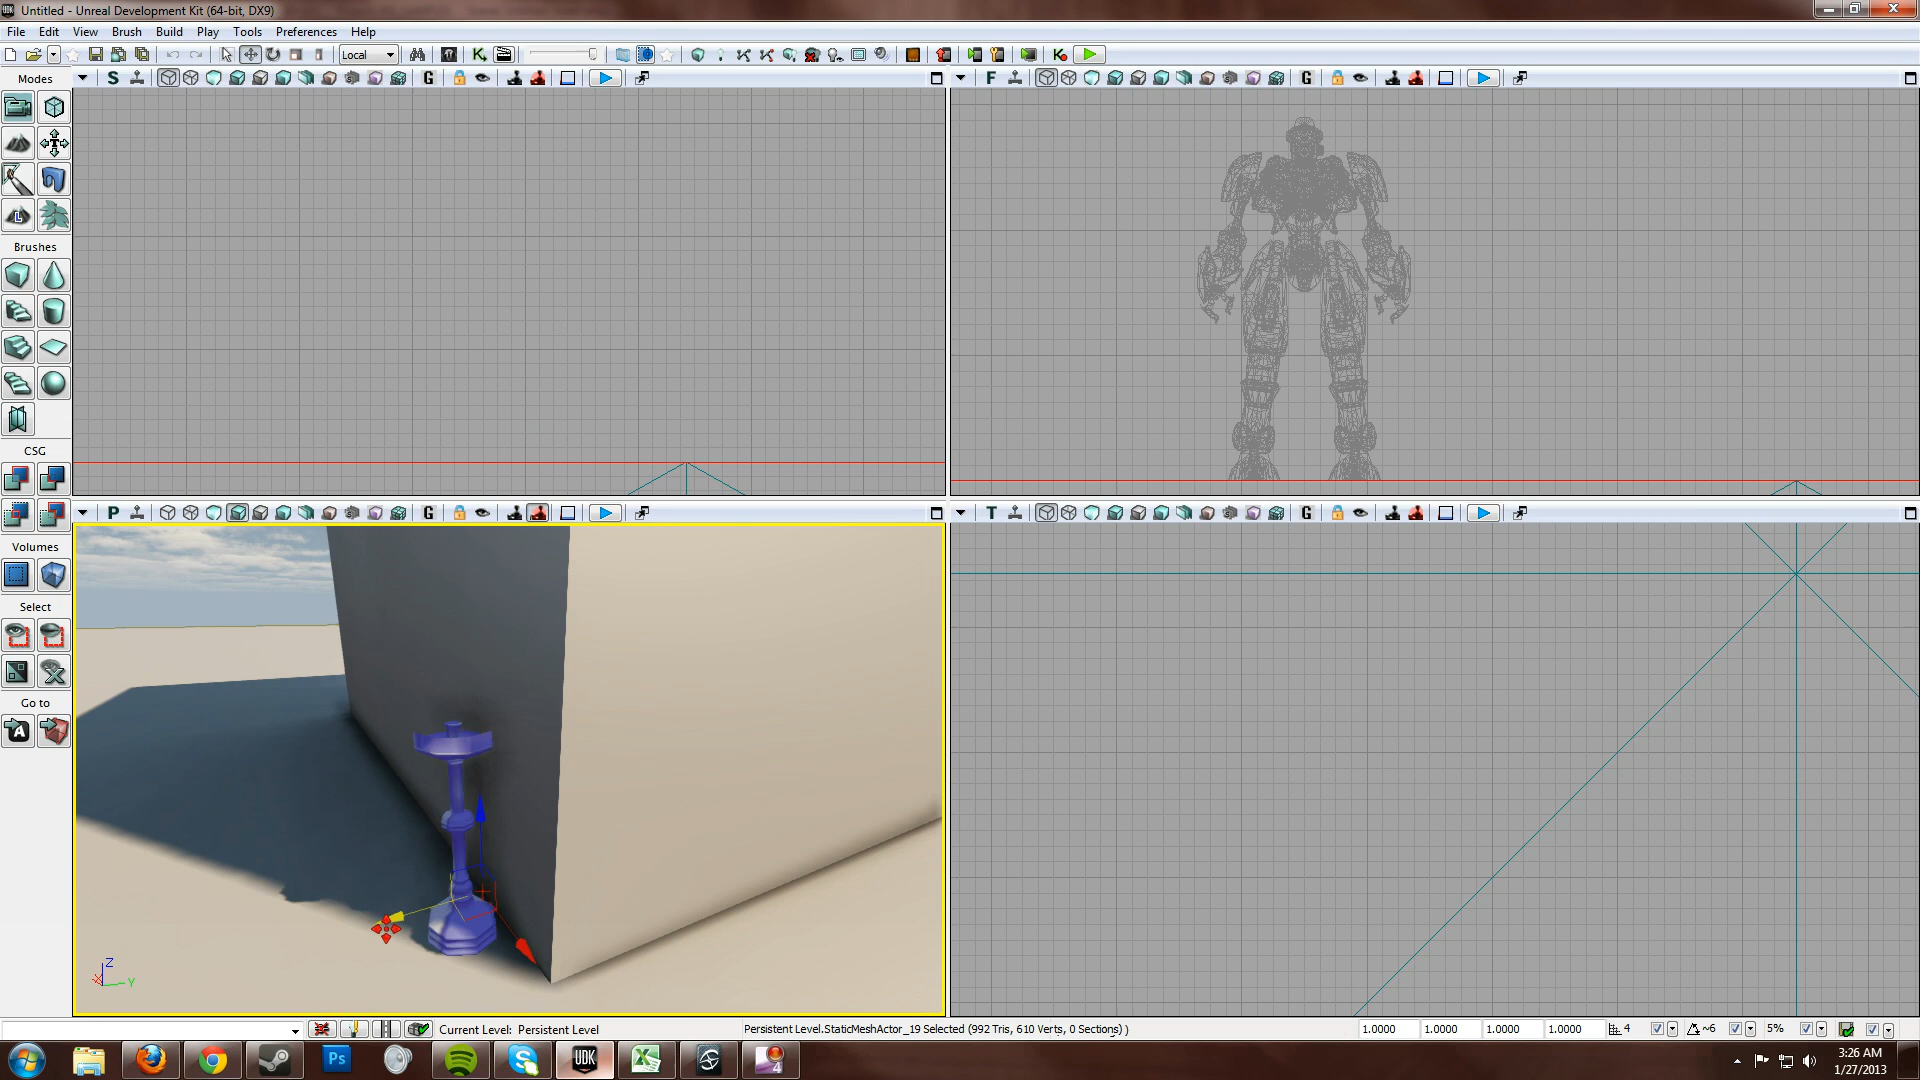 Untitled - Unreal Development Kit (64-bit, DX9)
File Edit View Brush Build Play Tools Preferences Help
Local
Modes
S G
F G
Brushes
CSG
Volumes
Select
Go to
P G
T G
Z
Y
Current Level: Persistent Level
Persistent Level.StaticMeshActor_19 Selected (992 Tris, 610 Verts, 0 Sections) )
1.0000 1.0000 1.0000 1.0000 4 ~6 5%
Ps UDK 4
3:26 AM
1/27/2013